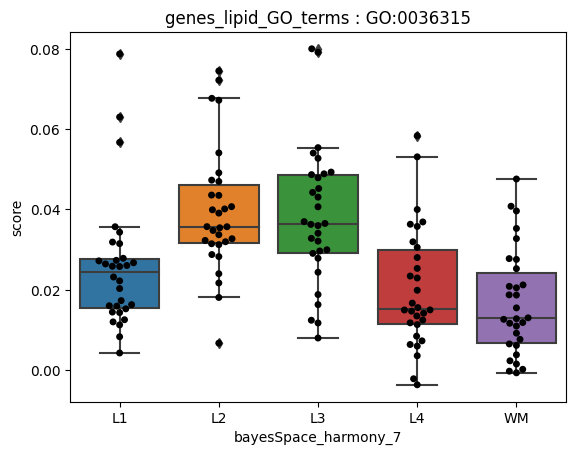 genes_lipid_GO_terms : GO:0036315
0.08
0.06
0.04
0.02
0.00
score
L1 L2 L3 L4 WM
bayesSpace_harmony_7